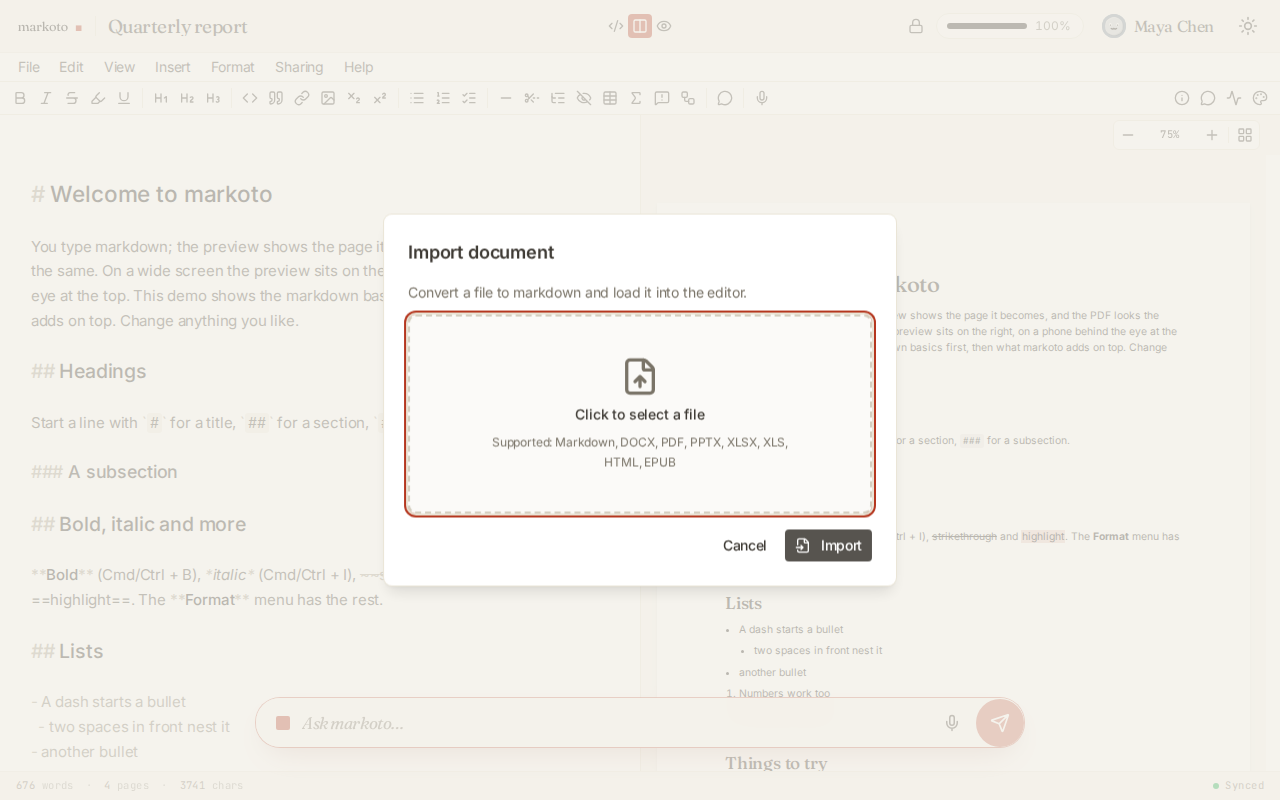 markoto
Quarterly report
100%
Maya Chen
File Edit View Insert Format Sharing Help
H1 H2 H3
75%
# Welcome to markoto
You type markdown; the preview shows the page it
the same. On a wide screen the preview sits on the
eye at the top. This demo shows the markdown bas
adds on top. Change anything you like.
## Headings
Start a line with `#` for a title, `##` for a section, `
### A subsection
## Bold, italic and more
**Bold** (Cmd/Ctrl + B), *italic* (Cmd/Ctrl + I), ~~s
==highlight==. The **Format** menu has the rest.
## Lists
- A dash starts a bullet
- two spaces in front nest it
- another bullet
Import document
Convert a file to markdown and load it into the editor.
Click to select a file
Supported: Markdown, DOCX, PDF, PPTX, XLSX, XLS,
HTML, EPUB
Cancel Import
koto
w shows the page it becomes, and the PDF looks the
preview sits on the right, on a phone behind the eye at the
n basics first, then what markoto adds on top. Change
or a section, ### for a subsection.
trl + I), strikethrough and highlight. The Format menu has
Lists
• A dash starts a bullet
• two spaces in front nest it
• another bullet
1. Numbers work too
Things to try
Ask markoto...
676 words · 4 pages · 3741 chars
Synced